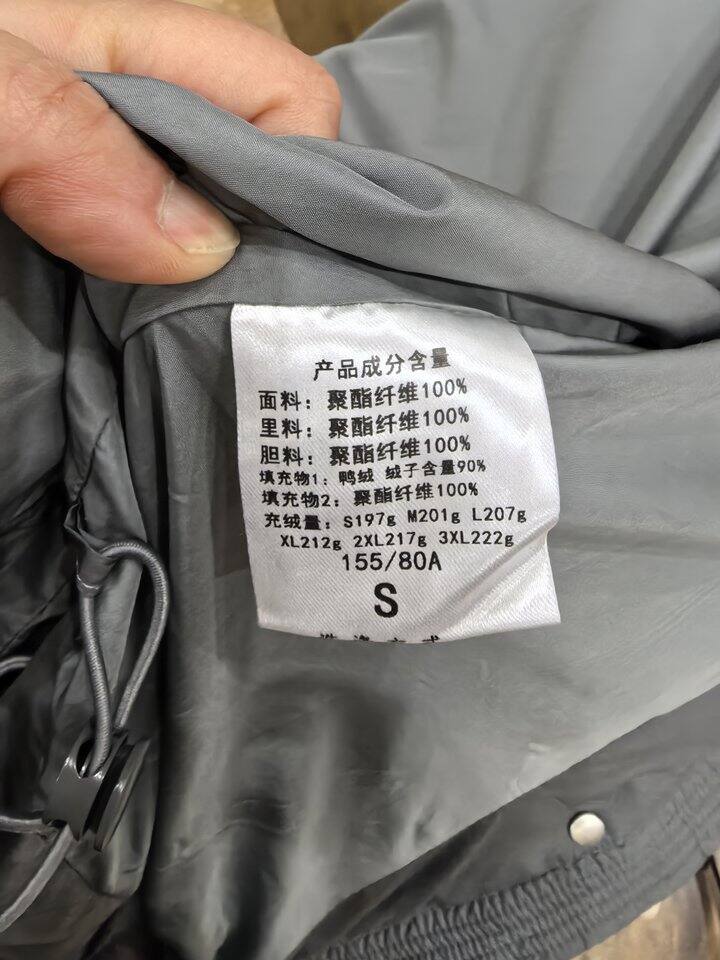 产品成分含量
面料：聚酯纤维100%
里料：聚酯纤维100%
胆料：聚酯纤维100%
填充物1：鸭绒 绒子含量90%
填充物2：聚酯纤维100%
充绒量：S197g M201g L207g
XL212g 2XL217g 3XL222g
155/80A
S